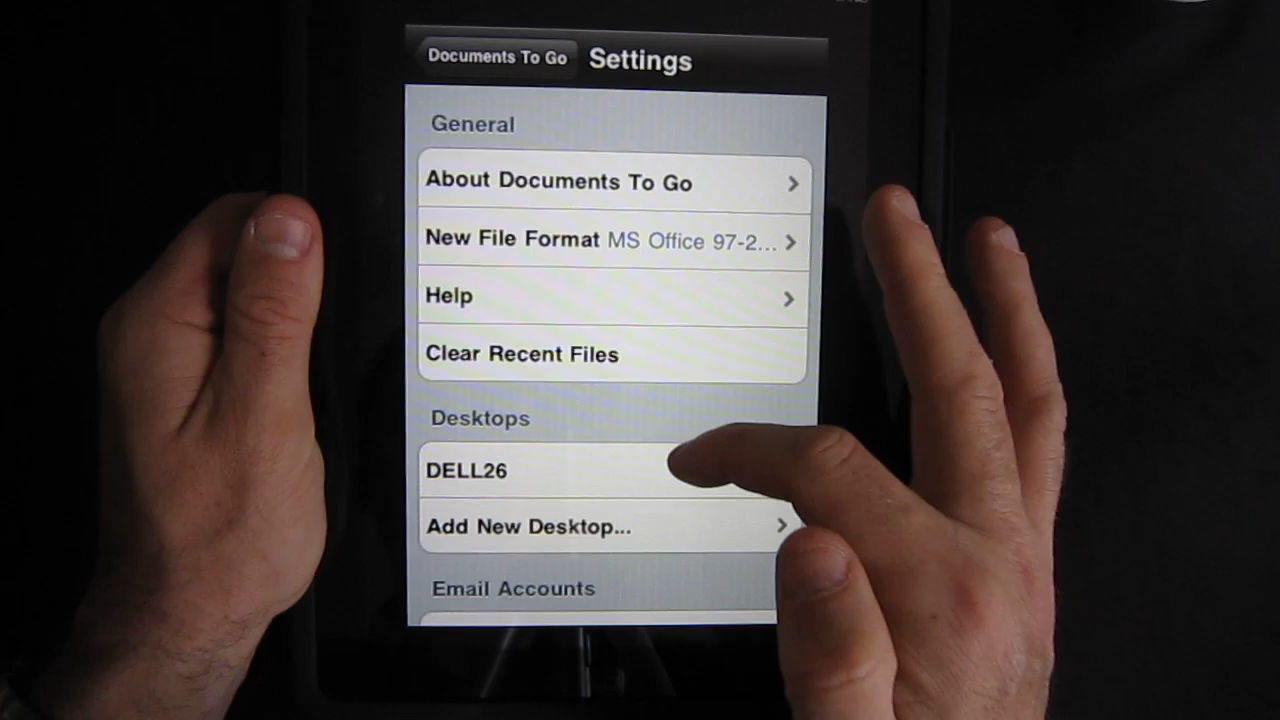 Documents To Go Settings
General
About Documents To Go
New File Format MS Office 97-2...
Help
Clear Recent Files
Desktops
DELL26
Add New Desktop...
Email Accounts